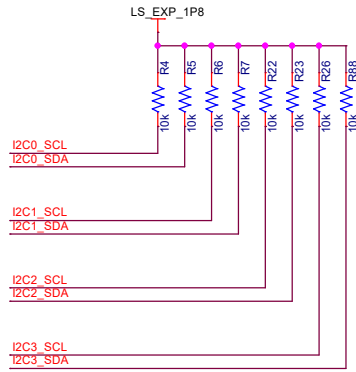 LS_EXP_1P8
R4 R5 R6 R7 R22 R23 R26 R88
10k 10k 10k 10k 10k 10k 10k 10k
I2C0_SCL
I2C0_SDA
I2C1_SCL
I2C1_SDA
I2C2_SCL
I2C2_SDA
I2C3_SCL
I2C3_SDA